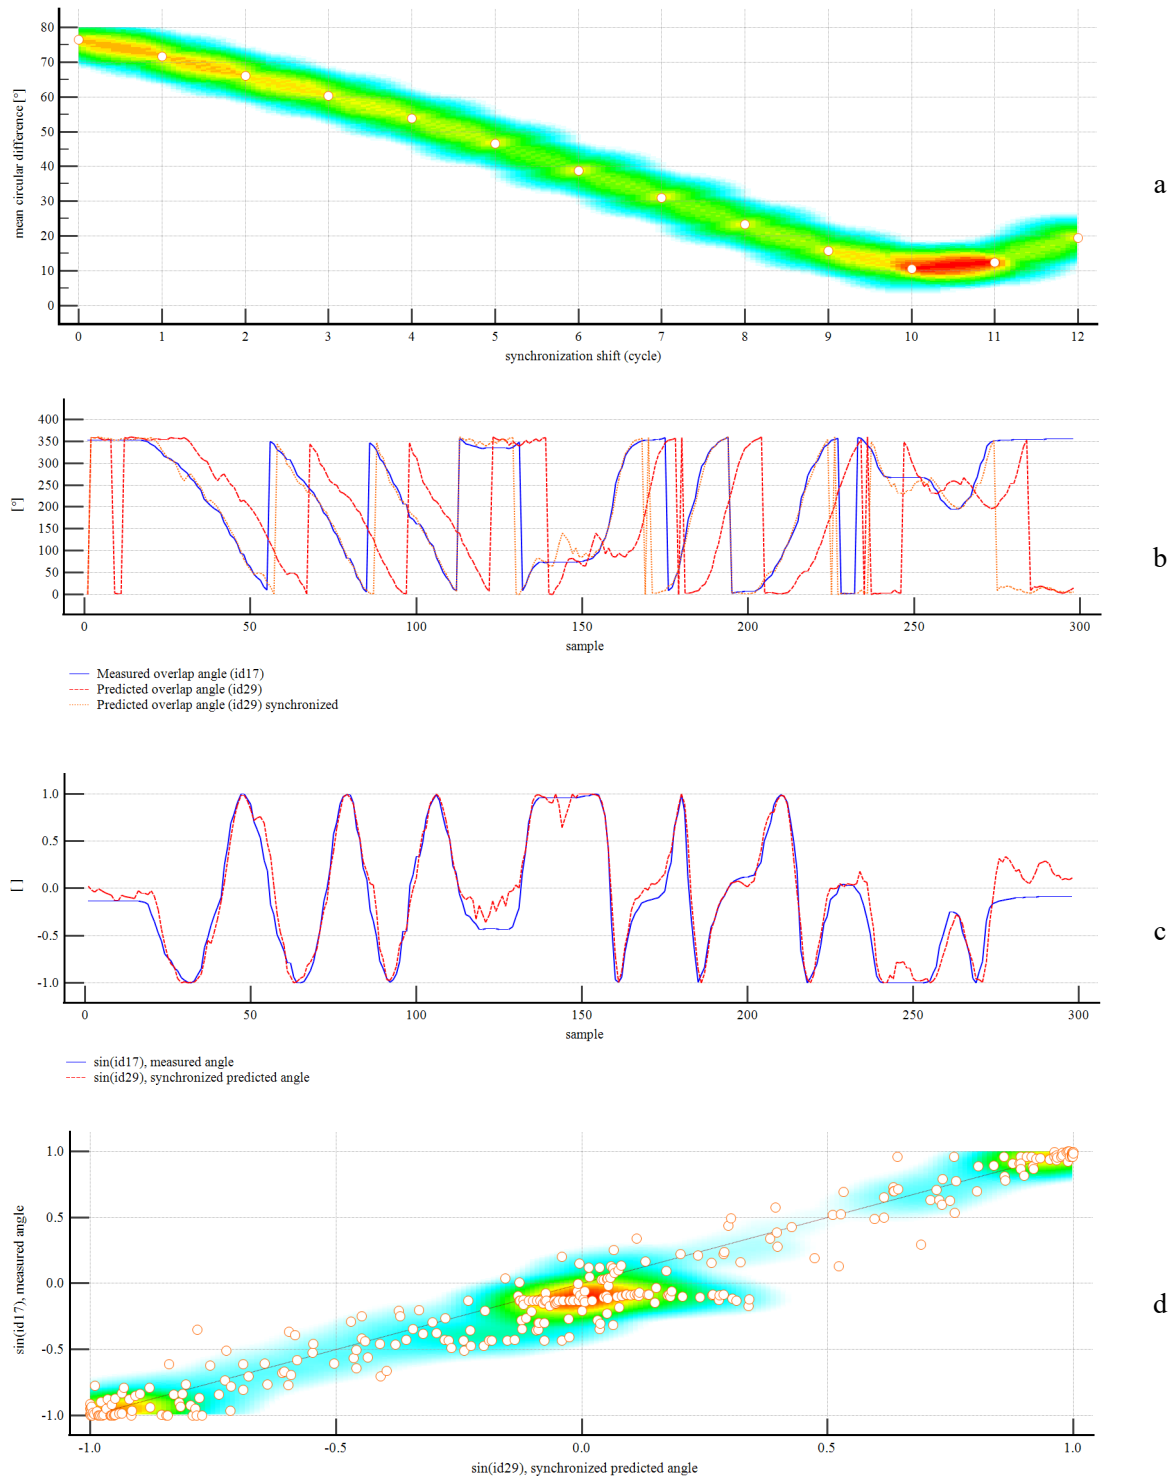 80
70
60
50
40
30
20
10
0
mean circular difference [°]
0 1 2 3 4 5 6 7 8 9 10 11 12
synchronization shift (cycle)
a
400
350
300
250
200
150
100
50
0
[°]
0 50 100 150 200 250 300
sample
b
Measured overlap angle (id17)
Predicted overlap angle (id29)
Predicted overlap angle (id29) synchronized
1.0
0.5
0.0
-0.5
-1.0
[ ]
0 50 100 150 200 250 300
sample
c
sin(id17), measured angle
sin(id29), synchronized predicted angle
1.0
0.5
0.0
-0.5
-1.0
sin(id17), measured angle
-1.0 -0.5 0.0 0.5 1.0
sin(id29), synchronized predicted angle
d